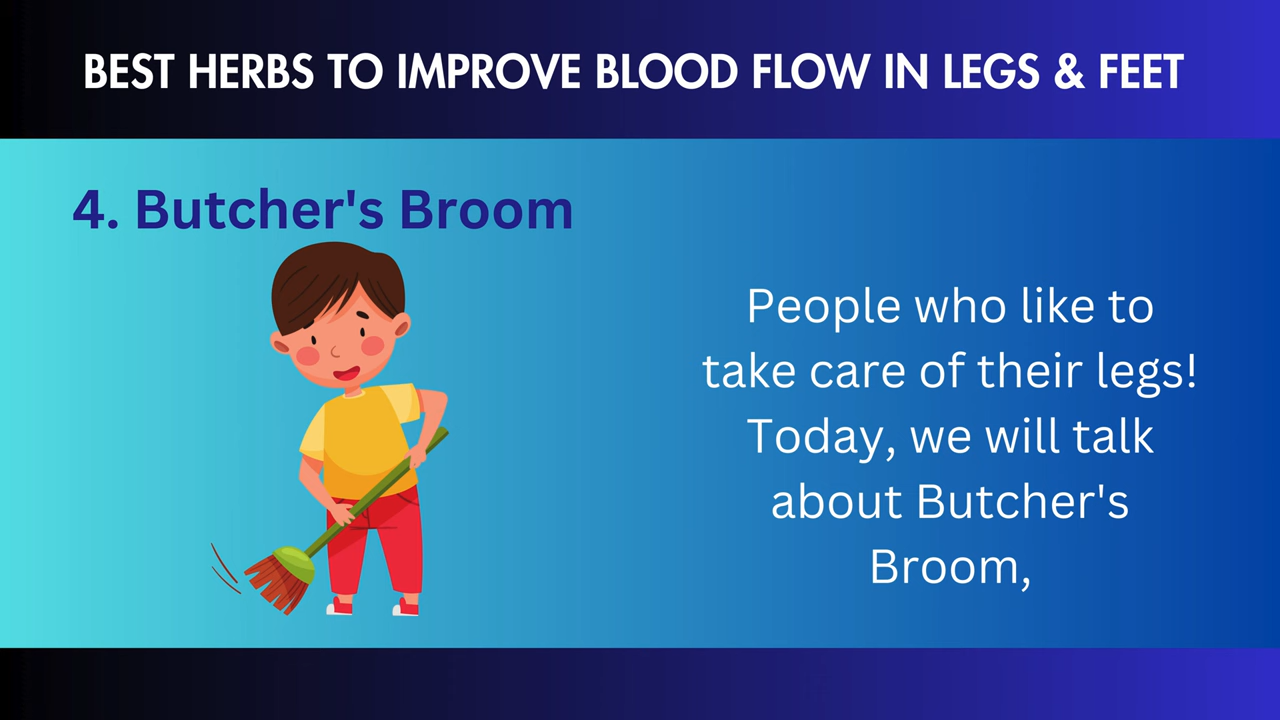 BEST HERBS TO IMPROVE BLOOD FLOW IN LEGS & FEET
4. Butcher's Broom
People who like to
take care of their legs!
Today, we will talk
about Butcher's
Broom,